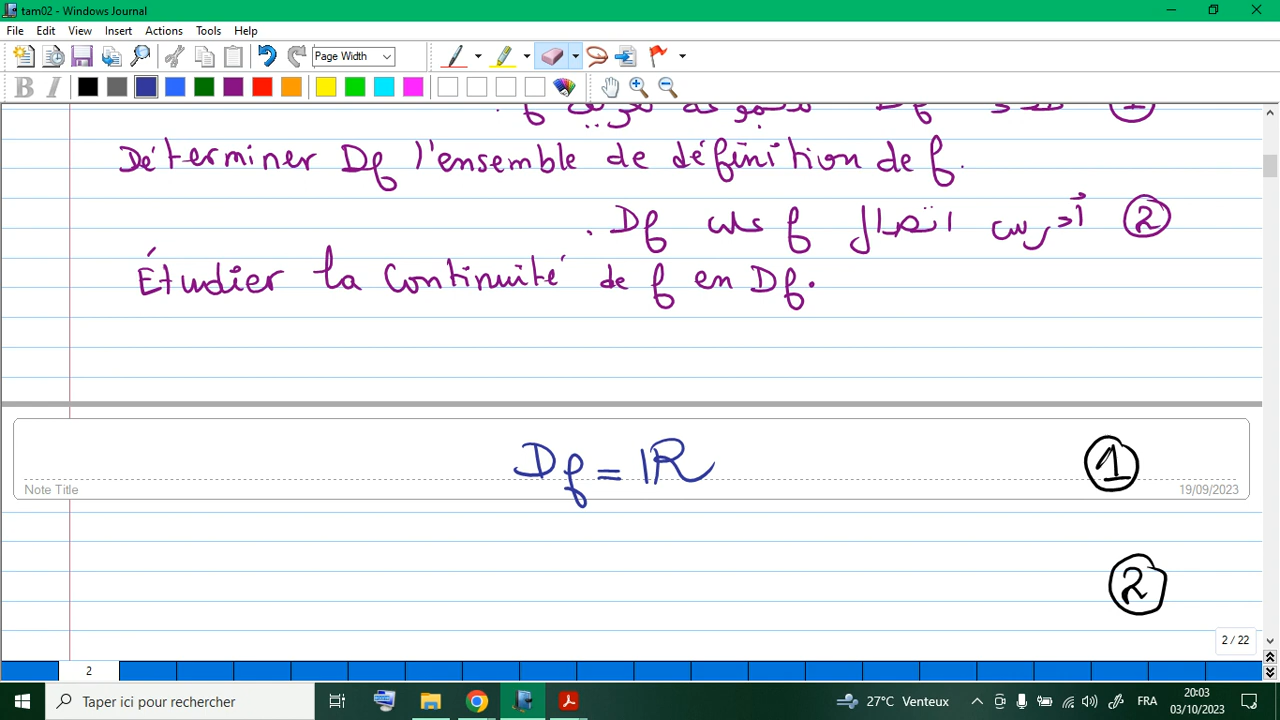 tam02 - Windows Journal
File Edit View Insert Actions Tools Help
Page Width
B I
Déterminer Df l'ensemble de définition de f.
② أدرس اتصال f على Df .
Étudier la Continuité de f en Df.
Df = ℝ ①
Note Title 19/09/2023
②
2 / 22
2
Taper ici pour rechercher 27°C Venteux FRA 20:03
03/10/2023